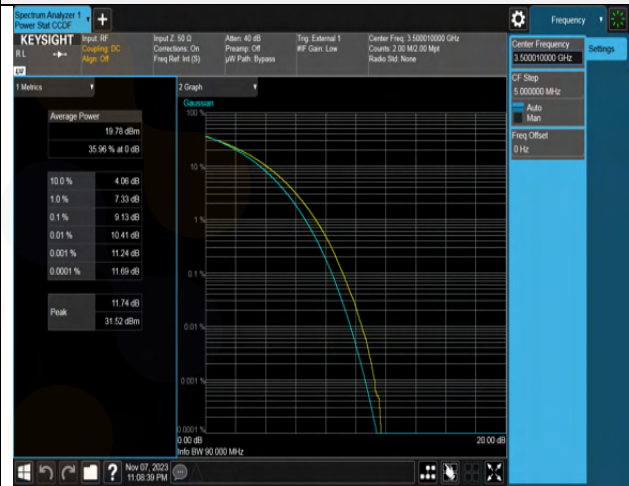 Spectrum Analyzer 1
Power Stat CCDF
+
Frequency
KEYSIGHT
RL
Input: RF
Coupling: DC
Align: Off
Input Z: 50 Ω
Corrections: On
Freq Ref: Int (S)
Atten: 40 dB
Preamp: Off
µW Path: Bypass
Trig: External 1
#IF Gain: Low
Center Freq: 3.500010000 GHz
Counts: 2.00 M/2.00 Mpt
Radio Std: None
1 Metrics
Average Power
19.78 dBm
35.96 % at 0 dB
10.0 % 4.06 dB
1.0 % 7.33 dB
0.1 % 9.13 dB
0.01 % 10.41 dB
0.001 % 11.24 dB
0.0001 % 11.69 dB
Peak
11.74 dB
31.52 dBm
2 Graph
Gaussian
100 %
10 %
1 %
0.1 %
0.01 %
0.001 %
0.0001 %
0.00 dB
20.00 dB
Info BW 90.000 MHz
Center Frequency
3.500010000 GHz
Settings
CF Step
5.000000 MHz
Auto
Man
Freq Offset
0 Hz
?
Nov 07, 2023
11:08:39 PM